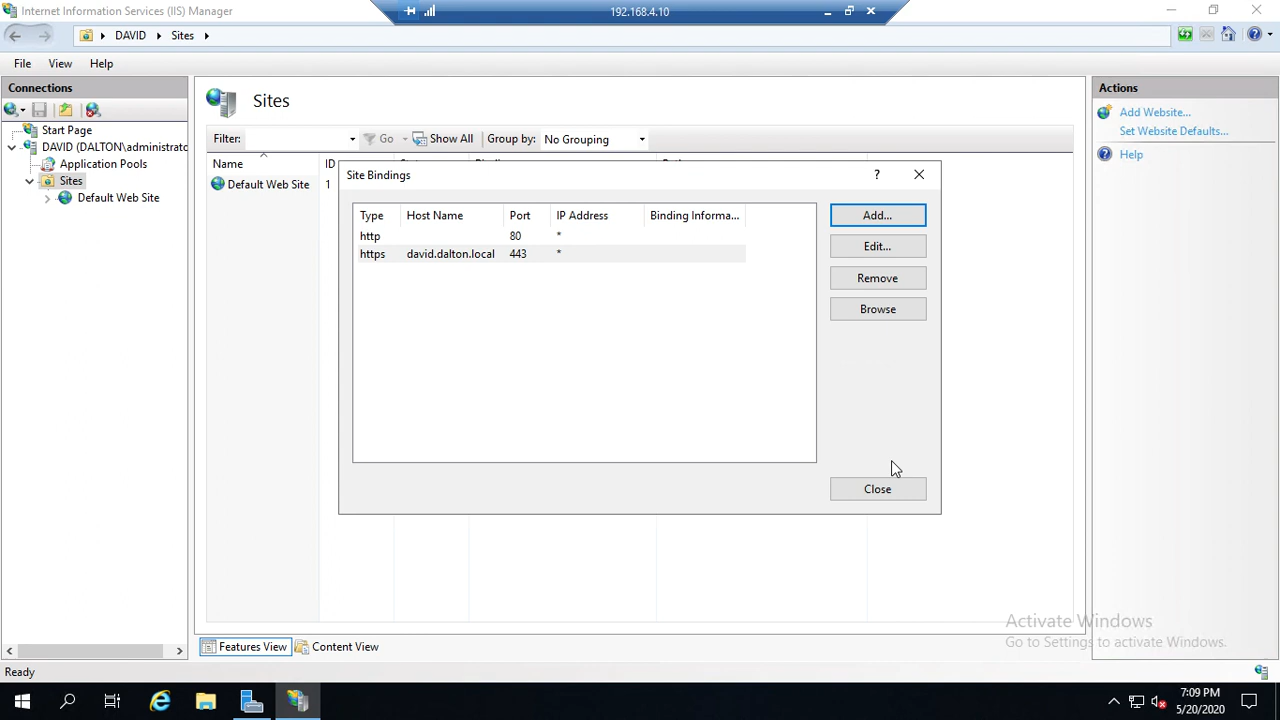 Internet Information Services (IIS) Manager
192.168.4.10
DAVID
Sites
File
View
Help
Connections
Start Page
DAVID (DALTON\administrato
Application Pools
Sites
Default Web Site
Sites
Filter:
Go
Show All
Group by:
No Grouping
Name
ID
Default Web Site
1
Site Bindings
?
Type
Host Name
Port
IP Address
Binding Informa...
http
80
*
https
david.dalton.local
443
*
Add...
Edit...
Remove
Browse
Close
Features View
Content View
Actions
Add Website...
Set Website Defaults...
Help
Activate Windows
Go to Settings to activate Windows.
Ready
7:09 PM
5/20/2020